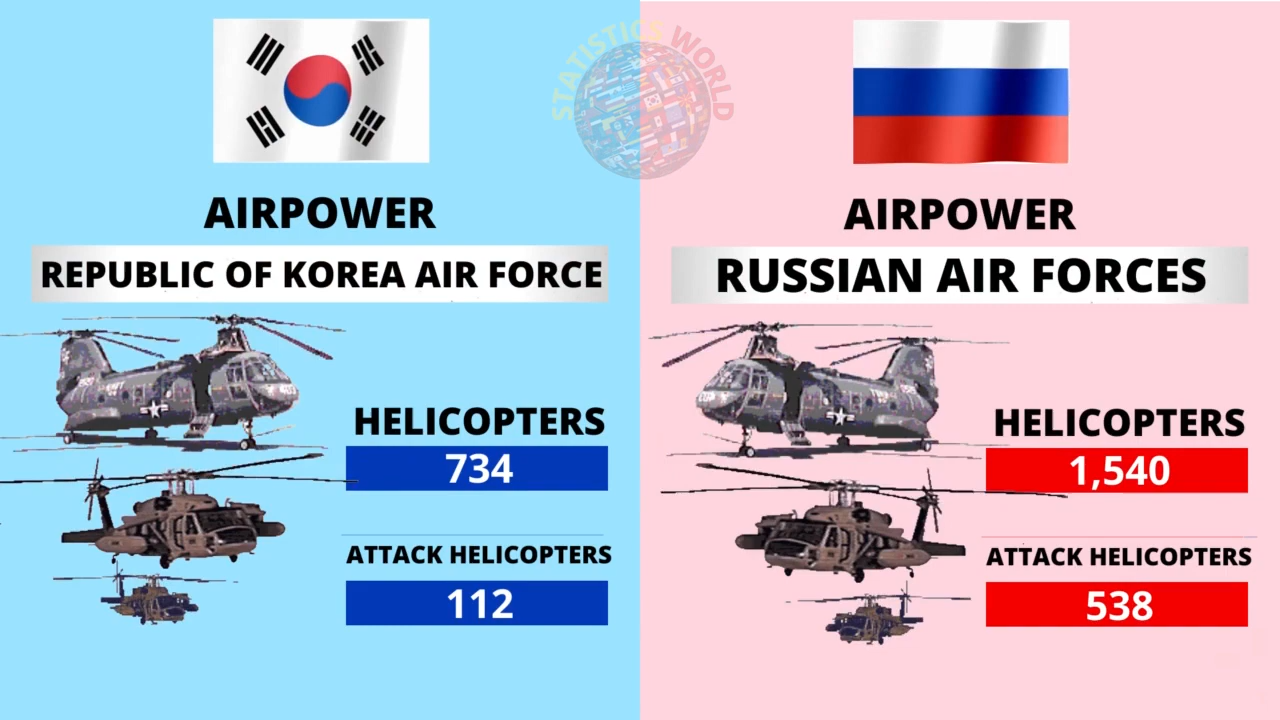 STATISTICS WORLD
AIRPOWER
REPUBLIC OF KOREA AIR FORCE
HELICOPTERS
734
ATTACK HELICOPTERS
112
AIRPOWER
RUSSIAN AIR FORCES
HELICOPTERS
1,540
ATTACK HELICOPTERS
538